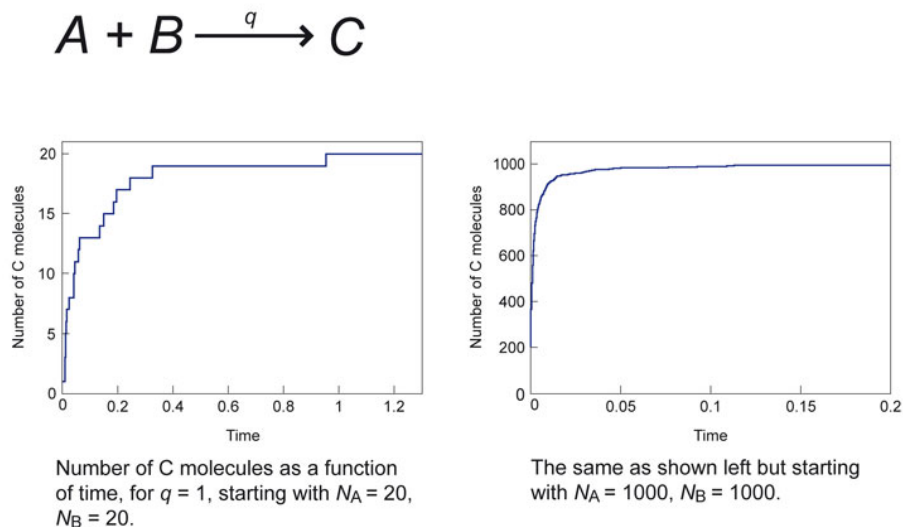 A + B q→ C
20
15
10
5
0
Number of C molecules
0 0.2 0.4 0.6 0.8 1 1.2
Time
1000
800
600
400
200
0
Number of C molecules
0 0.05 0.1 0.15 0.2
Time
Number of C molecules as a function
of time, for q = 1, starting with NA = 20,
NB = 20.
The same as shown left but starting
with NA = 1000, NB = 1000.